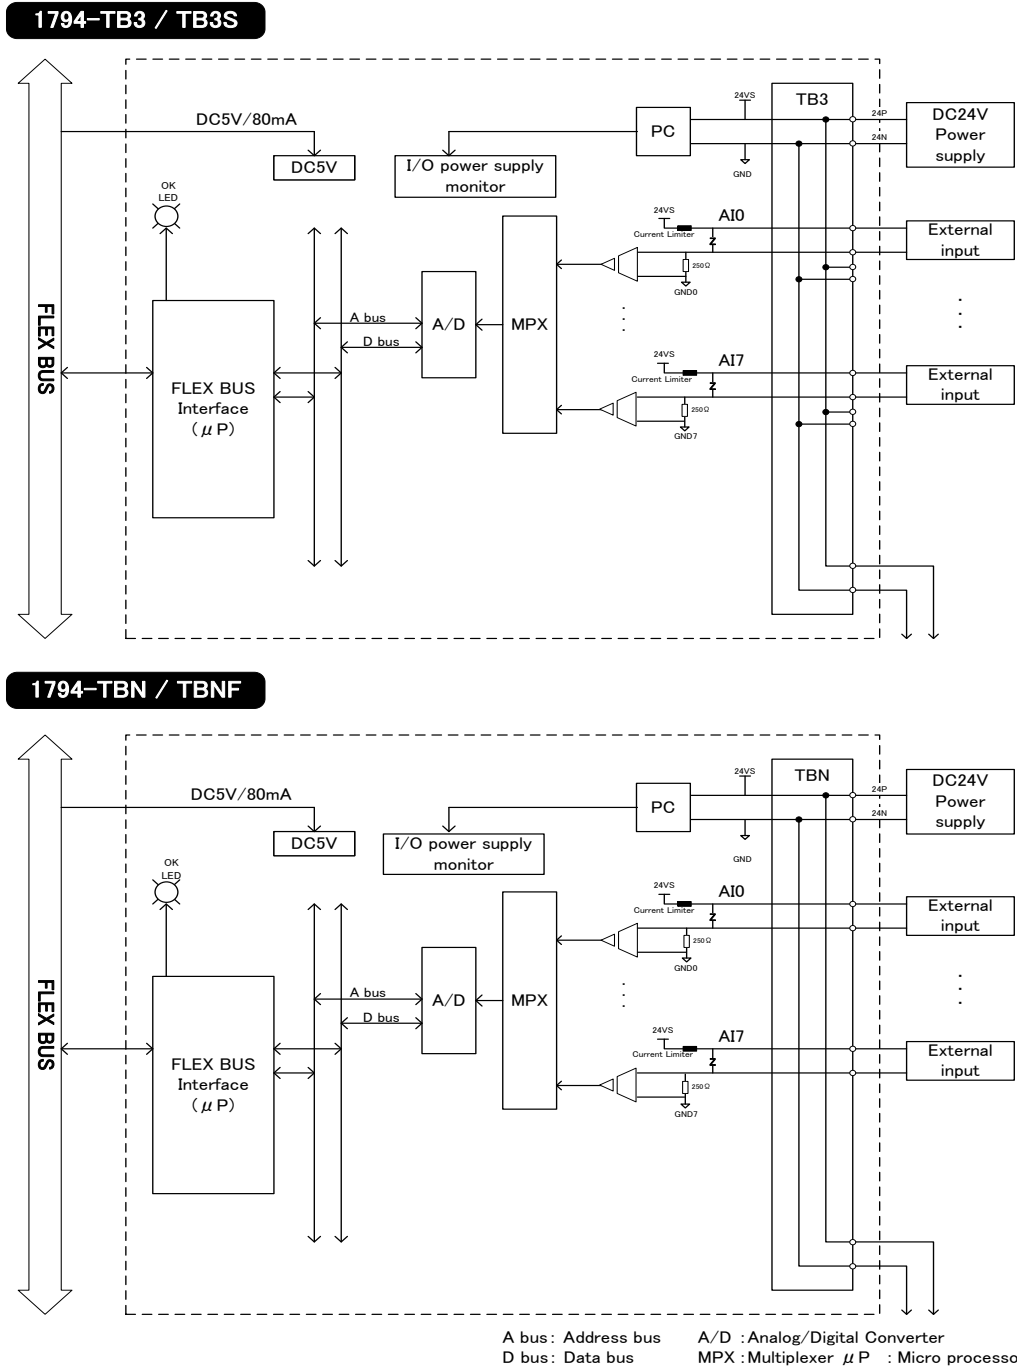 1794-TB3 / TB3S
FLEX BUS
DC5V/80mA
DC5V
I/O power supply
monitor
PC
24VS
GND
TB3
24P
24N
DC24V
Power
supply
OK
LED
FLEX BUS
Interface
(μP)
A bus
D bus
A/D
MPX
24VS
Current Limiter
AI0
250Ω
GND0
External
input
24VS
Current Limiter
AI7
250Ω
GND7
External
input
1794-TBN / TBNF
FLEX BUS
DC5V/80mA
DC5V
I/O power supply
monitor
PC
24VS
GND
TBN
24P
24N
DC24V
Power
supply
OK
LED
FLEX BUS
Interface
(μP)
A bus
D bus
A/D
MPX
24VS
Current Limiter
AI0
250Ω
GND0
External
input
24VS
Current Limiter
AI7
250Ω
GND7
External
input
A bus: Address bus A/D :Analog/Digital Converter
D bus: Data bus MPX :Multiplexer μP : Micro processo